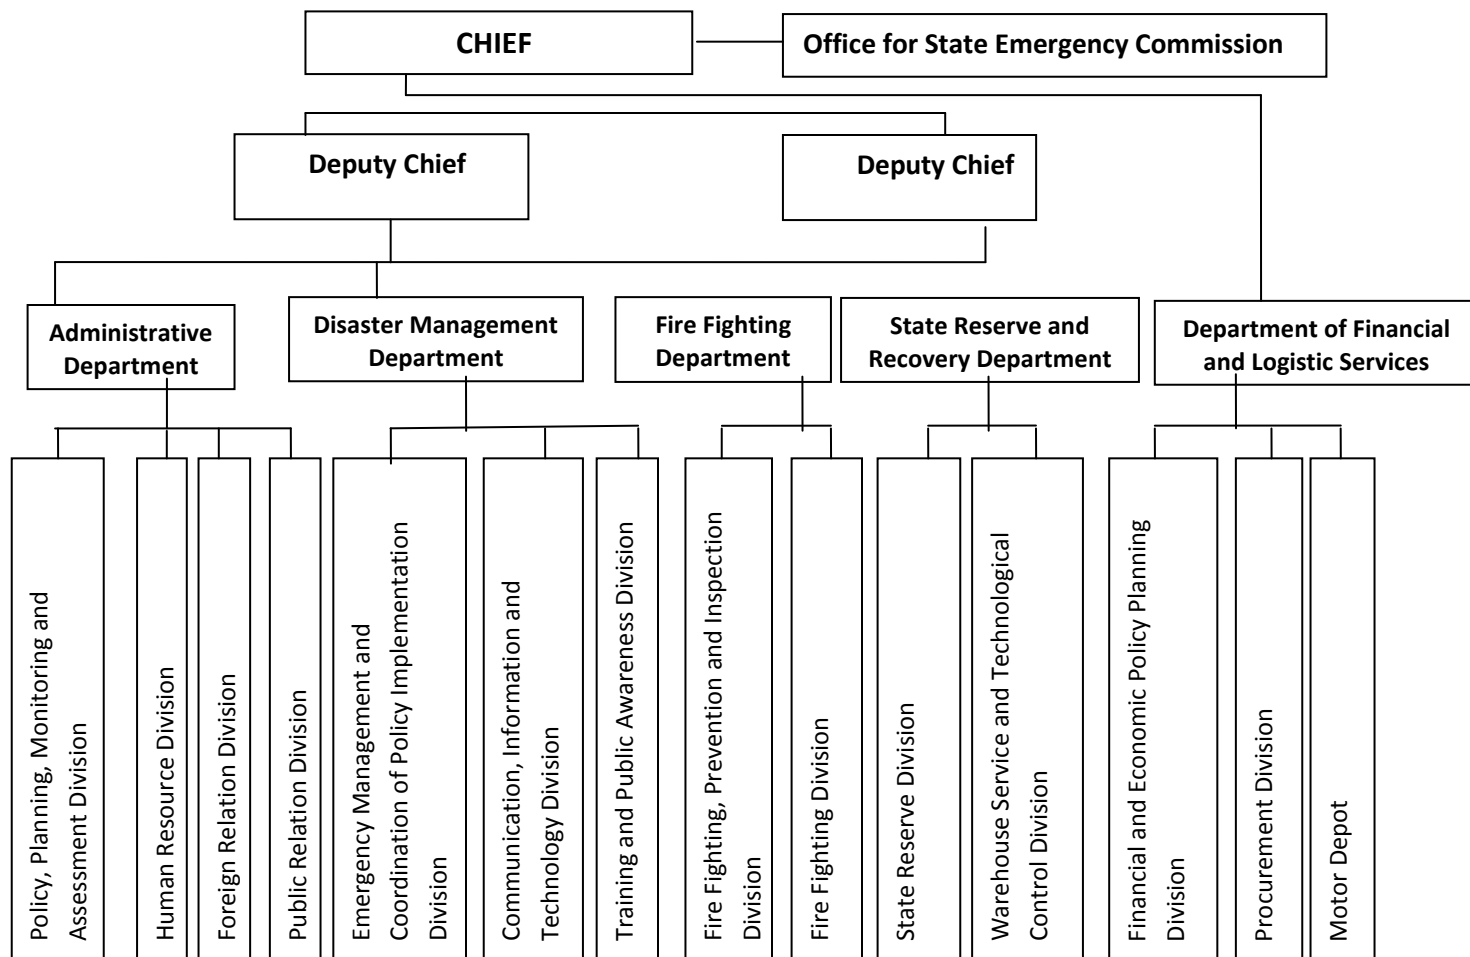 CHIEF
Office for State Emergency Commission
Deputy Chief
Deputy Chief
Administrative
Department
Disaster Management
Department
Fire Fighting
Department
State Reserve and
Recovery Department
Department of Financial
and Logistic Services
Policy, Planning, Monitoring and
Assessment Division
Human Resource Division
Foreign Relation Division
Public Relation Division
Emergency Management and
Coordination of Policy Implementation
Division
Communication, Information and
Technology Division
Training and Public Awareness Division
Fire Fighting, Prevention and Inspection
Division
Fire Fighting Division
State Reserve Division
Warehouse Service and Technological
Control Division
Financial and Economic Policy Planning
Division
Procurement Division
Motor Depot